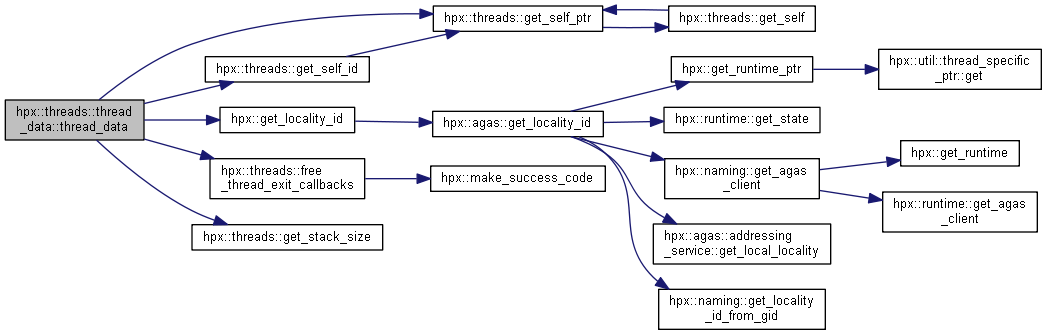 hpx::threads::thread
_data::thread_data
hpx::threads::get_self_ptr
hpx::threads::get_self
hpx::threads::get_self_id
hpx::get_locality_id
hpx::threads::free
_thread_exit_callbacks
hpx::threads::get_stack_size
hpx::agas::get_locality_id
hpx::make_success_code
hpx::get_runtime_ptr
hpx::util::thread_specific
_ptr::get
hpx::runtime::get_state
hpx::naming::get_agas
_client
hpx::get_runtime
hpx::runtime::get_agas
_client
hpx::agas::addressing
_service::get_local_locality
hpx::naming::get_locality
_id_from_gid